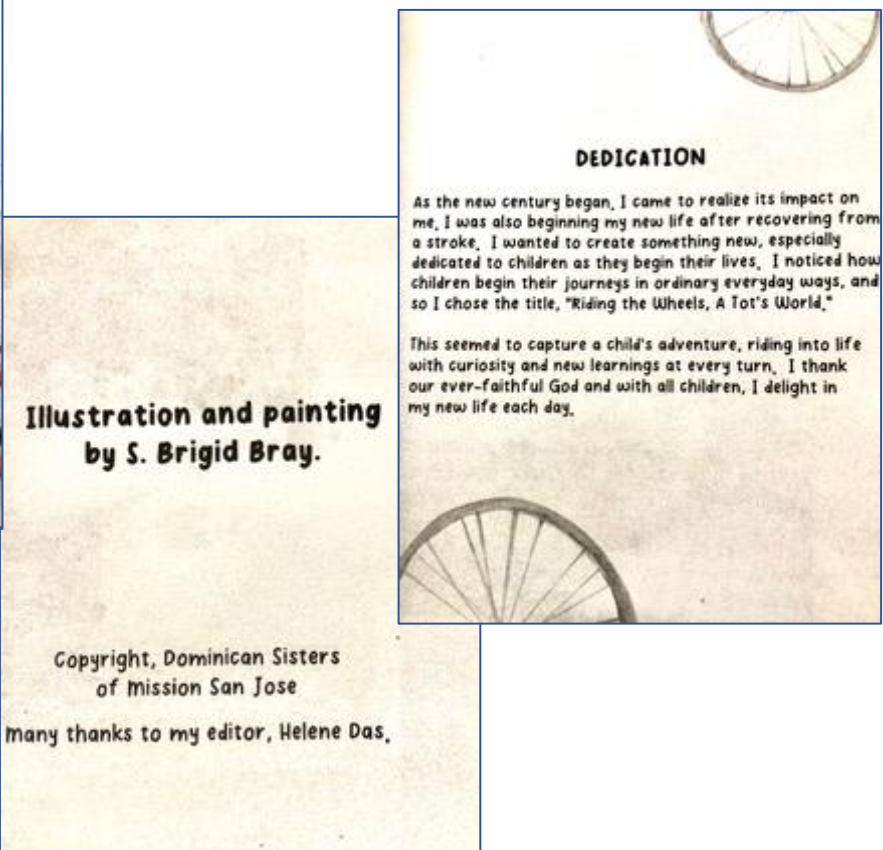 Illustration and painting
by S. Brigid Bray.
Copyright, Dominican Sisters
of Mission San Jose
Many thanks to my editor, Helene Das.
DEDICATION
As the new century began, I came to realize its impact on
me. I was also beginning my new life after recovering from
a stroke. I wanted to create something new, especially
dedicated to children as they begin their lives. I noticed how
children begin their journeys in ordinary everyday ways, and
so I chose the title, "Riding the Wheels, A Tot's World."
This seemed to capture a child's adventure, riding into life
with curiosity and new learnings at every turn. I thank
our ever-faithful God and with all children, I delight in
my new life each day.